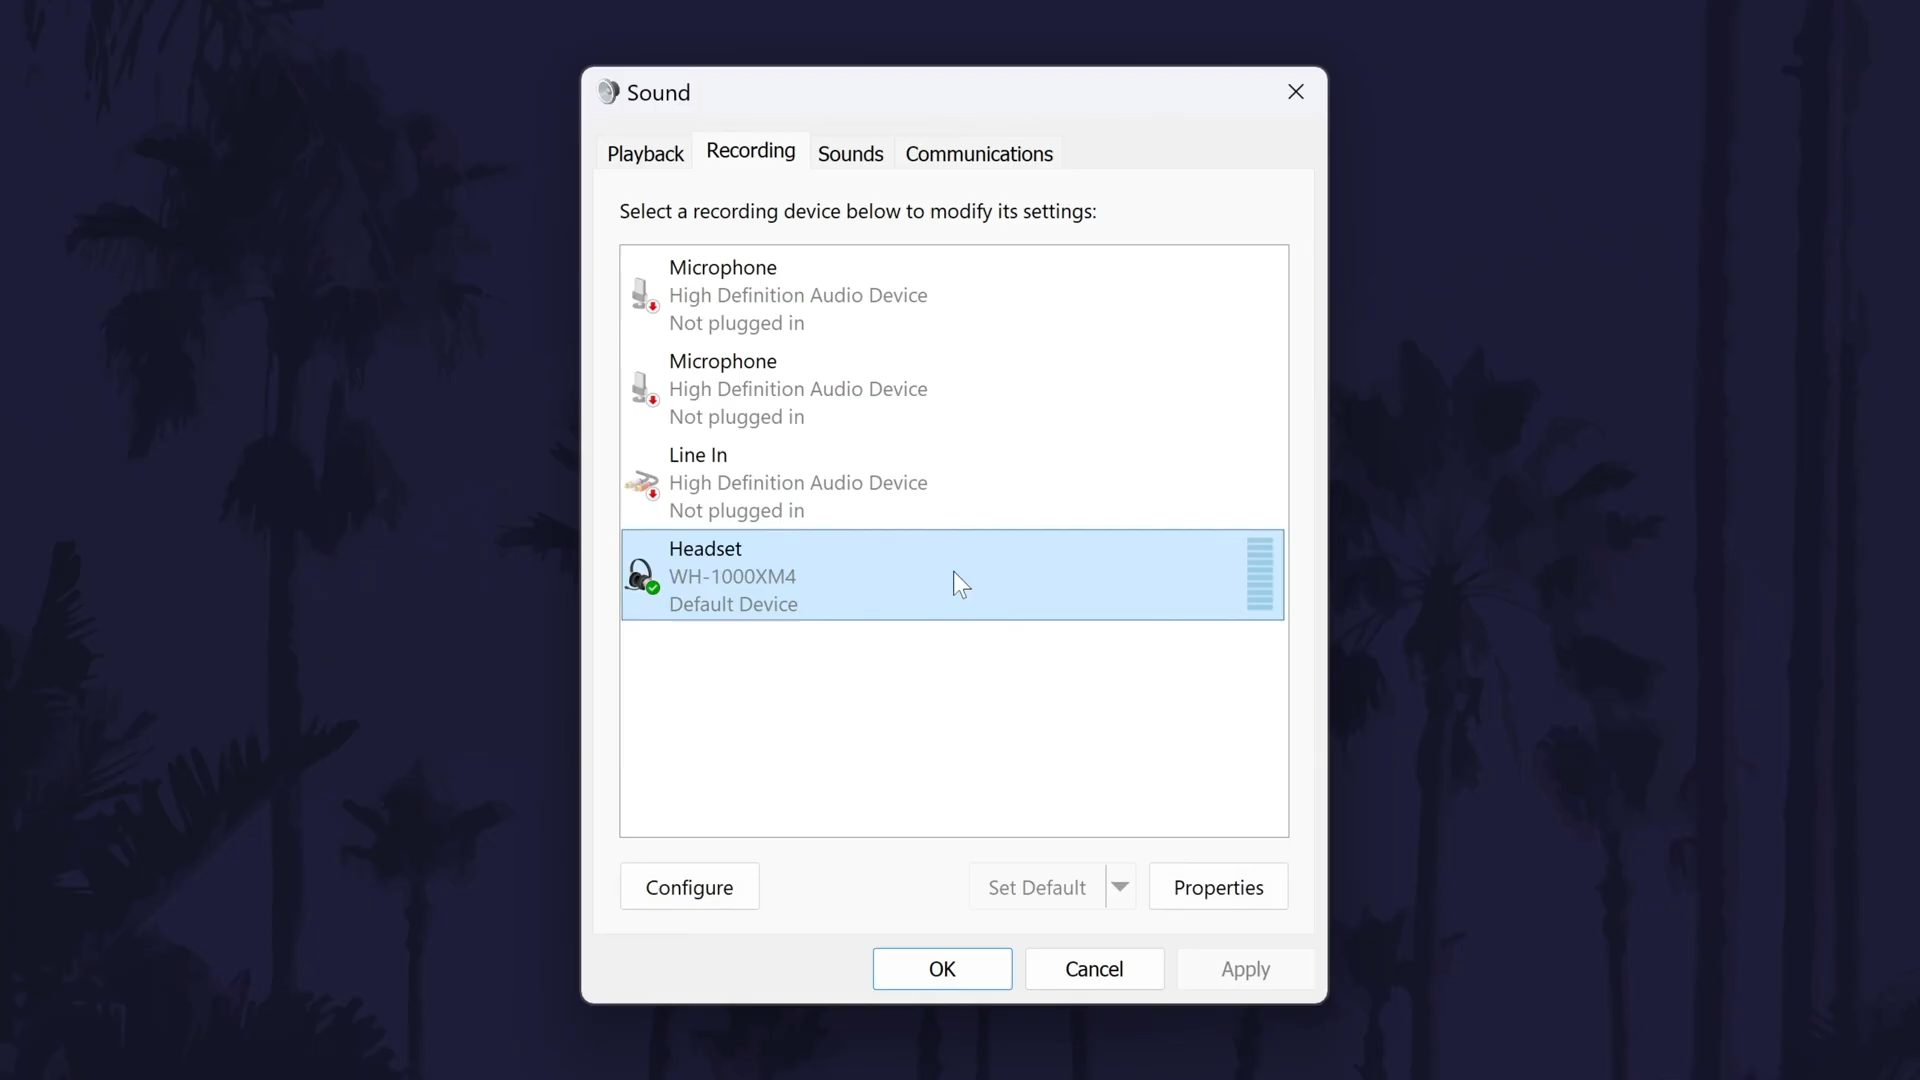 Sound
Playback Recording Sounds Communications
Select a recording device below to modify its settings:
Microphone
High Definition Audio Device
Not plugged in
Microphone
High Definition Audio Device
Not plugged in
Line In
High Definition Audio Device
Not plugged in
Headset
WH-1000XM4
Default Device
Configure Set Default Properties
OK Cancel Apply